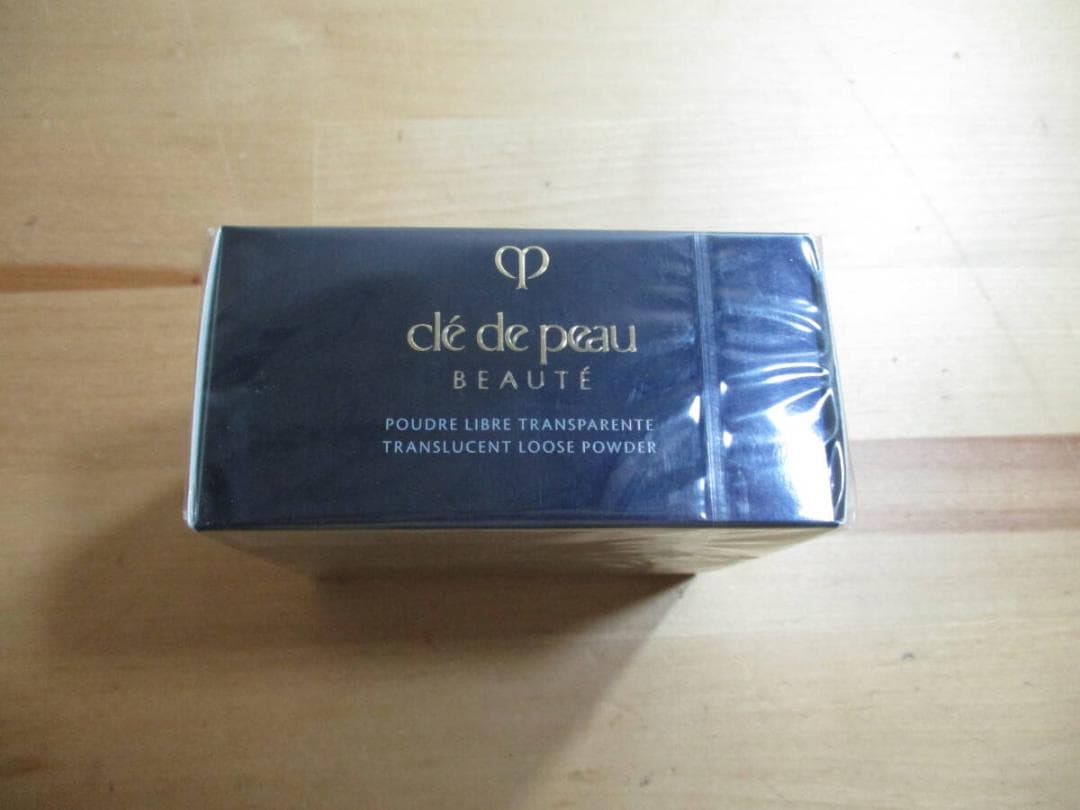 clé de peau
BEAUTÉ
POUDRE LIBRE TRANSPARENTE
TRANSLUCENT LOOSE POWDER